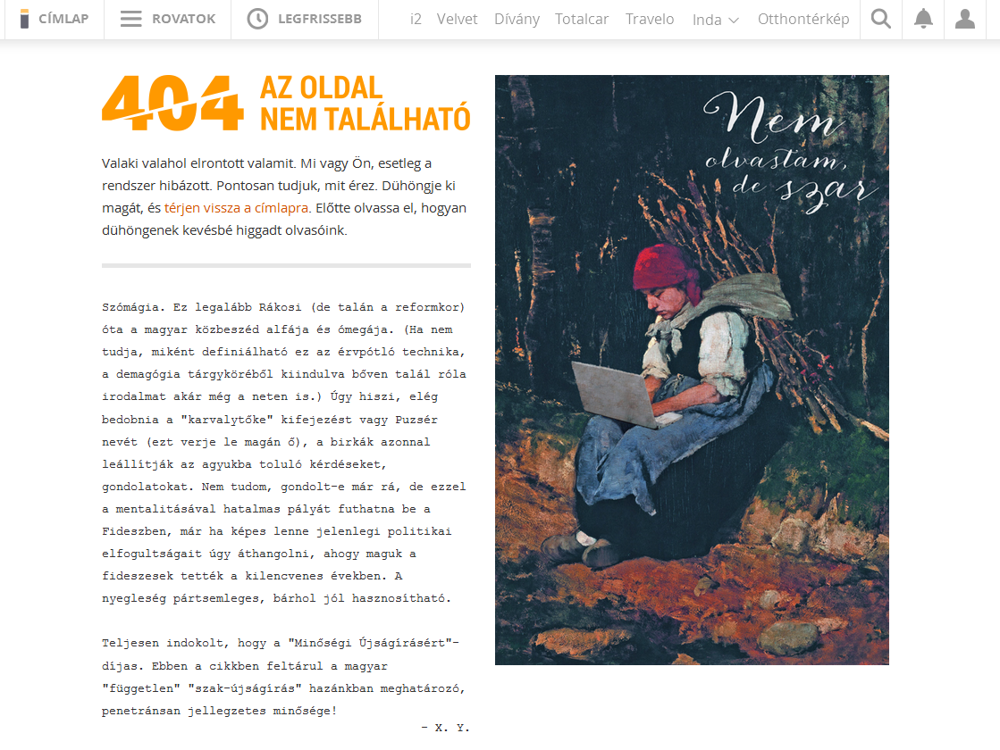 CÍMLAP
ROVATOK
LEGFRISSEBB
i2
Velvet
Dívány
Totalcar
Travelo
Inda
Otthontérkép
404
AZ OLDAL
NEM TALÁLHATÓ
Valaki valahol elrontott valamit. Mi vagy Ön, esetleg a
rendszer hibázott. Pontosan tudjuk, mit érez. Dühöngje ki
magát, és térjen vissza a címlapra. Előtte olvassa el, hogyan
dühöngenek kevésbé higgadt olvasóink.
Szómágia. Ez legalább Rákosi (de talán a reformkor)
óta a magyar közbeszéd alfája és ómegája. (Ha nem
tudja, miként definiálható ez az érvpótló technika,
a demagógia tárgyköréből kiindulva bőven talál róla
irodalmat akár még a neten is.) Úgy hiszi, elég
bedobnia a "karvalytőke" kifejezést vagy Puzsér
nevét (ezt verje le magán ő), a birkák azonnal
leállítják az agyukba toluló kérdéseket,
gondolatokat. Nem tudom, gondolt-e már rá, de ezzel
a mentalitásával hatalmas pályát futhatna be a
Fideszben, már ha képes lenne jelenlegi politikai
elfogultságait úgy áthangolni, ahogy maguk a
fideszesek tették a kilencvenes években. A
nyegleség pártsemleges, bárhol jól hasznosítható.
Teljesen indokolt, hogy a "Minőségi Újságírásért"-
díjas. Ebben a cikkben feltárul a magyar
"független" "szak-újságírás" hazánkban meghatározó,
penetránsan jellegzetes minősége!
- X. Y.
Nem
olvastam,
de szar